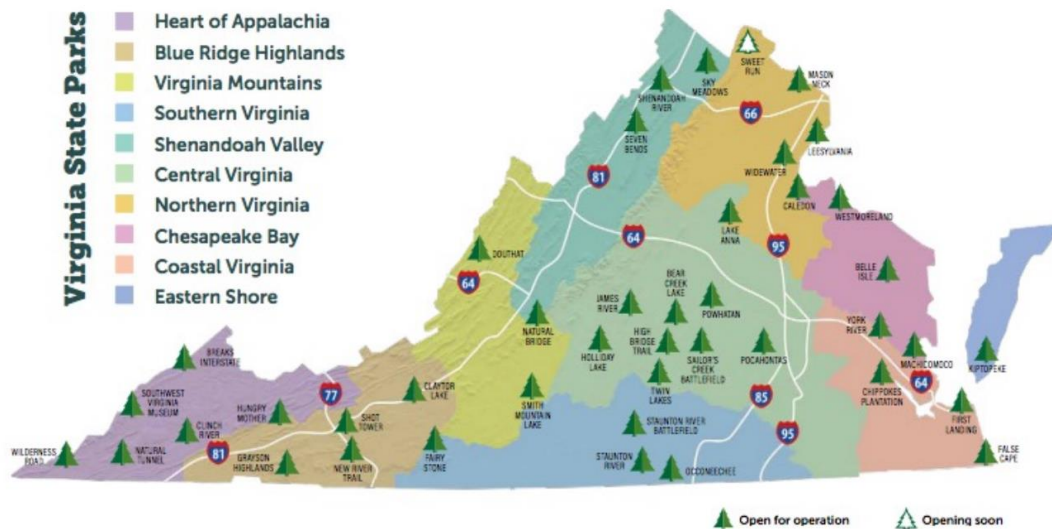 Virginia State Parks
Heart of Appalachia
Blue Ridge Highlands
Virginia Mountains
Southern Virginia
Shenandoah Valley
Central Virginia
Northern Virginia
Chesapeake Bay
Coastal Virginia
Eastern Shore
SWEET
RUN
SKY
MEADOWS
MASON
NECK
SHENANDOAH
RIVER
66
SEVEN
BENDS
LEESYLVANIA
WIDEWATER
81
CALEDON
WESTMORELAND
LAKE
ANNA
64
95
DOUTHAT
64
BELLE
ISLE
BEAR
CREEK
LAKE
JAMES
RIVER
POWHATAN
NATURAL
BRIDGE
HOLLIDAY
LAKE
HIGH
BRIDGE
TRAIL
SAILOR'S
CREEK
BATTLEFIELD
POCAHONTAS
YORK
RIVER
MACHICOMOCO
KIPTOPEKE
BREAKS
INTERSTATE
SOUTHWEST
VIRGINIA
MUSEUM
77
CLAYTOR
LAKE
SMITH
MOUNTAIN
LAKE
TWIN
LAKES
85
CHIPPOKES
PLANTATION
64
FIRST
LANDING
HUNGRY
MOTHER
SHOT
TOWER
STAUNTON RIVER
BATTLEFIELD
CLINCH
RIVER
95
WILDERNESS
ROAD
NATURAL
TUNNEL
81
GRAYSON
HIGHLANDS
NEW RIVER
TRAIL
FAIRY
STONE
STAUNTON
RIVER
OCCONEECHEE
FALSE
CAPE
Open for operation
Opening soon